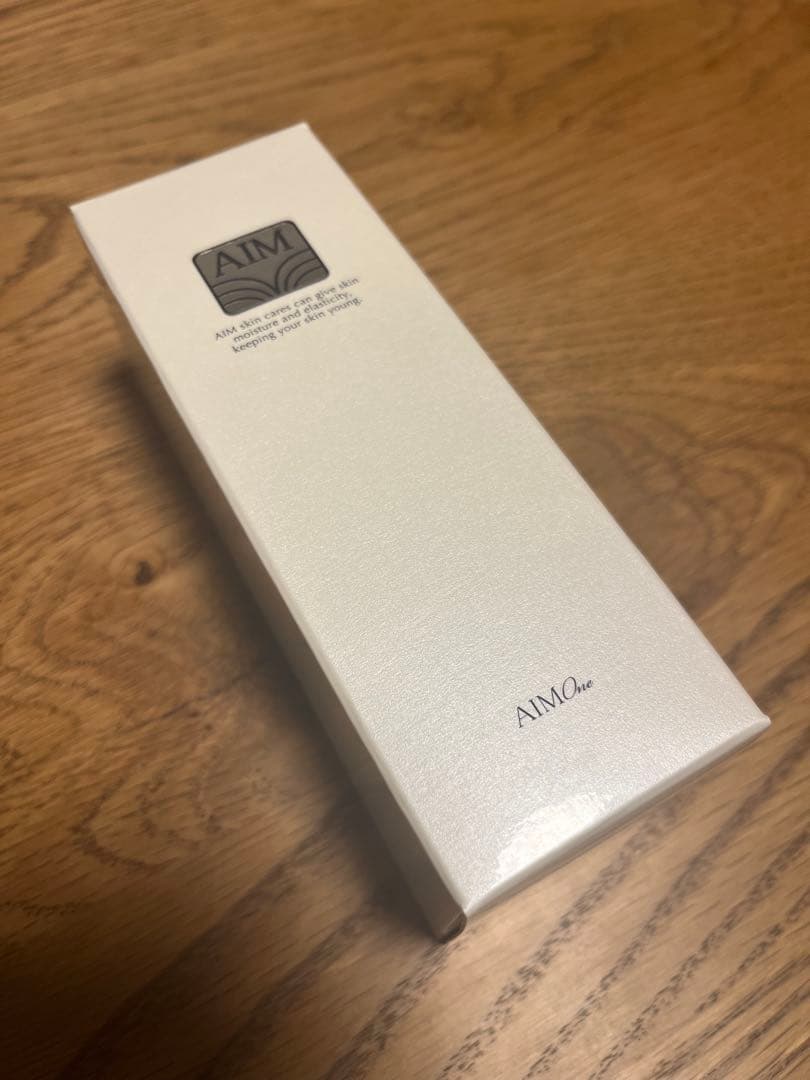 AIM
AIM skin cares can give skin
moisture and elasticity,
keeping your skin young.
AIMOne